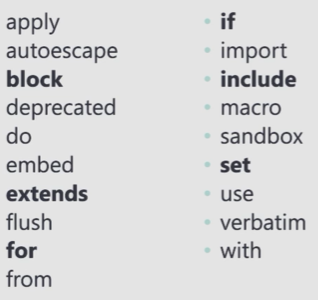 apply
autoescape
block
deprecated
do
embed
extends
flush
for
from
• if
• import
• include
• macro
• sandbox
• set
• use
• verbatim
• with